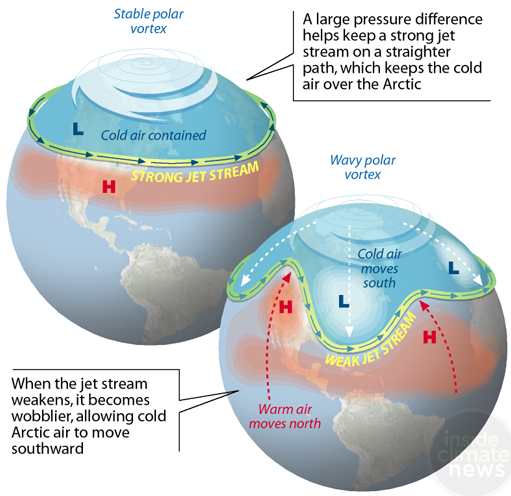 Stable polar
vortex
A large pressure difference
helps keep a strong jet
stream on a straighter
path, which keeps the cold
air over the Arctic
L
Cold air contained
STRONG JET STREAM
H
Wavy polar
vortex
Cold air
moves
south
L
L
H
H
WEAK JET STREAM
Warm air
moves north
When the jet stream
weakens, it becomes
wobblier, allowing cold
Arctic air to move
southward
inside
climate
news